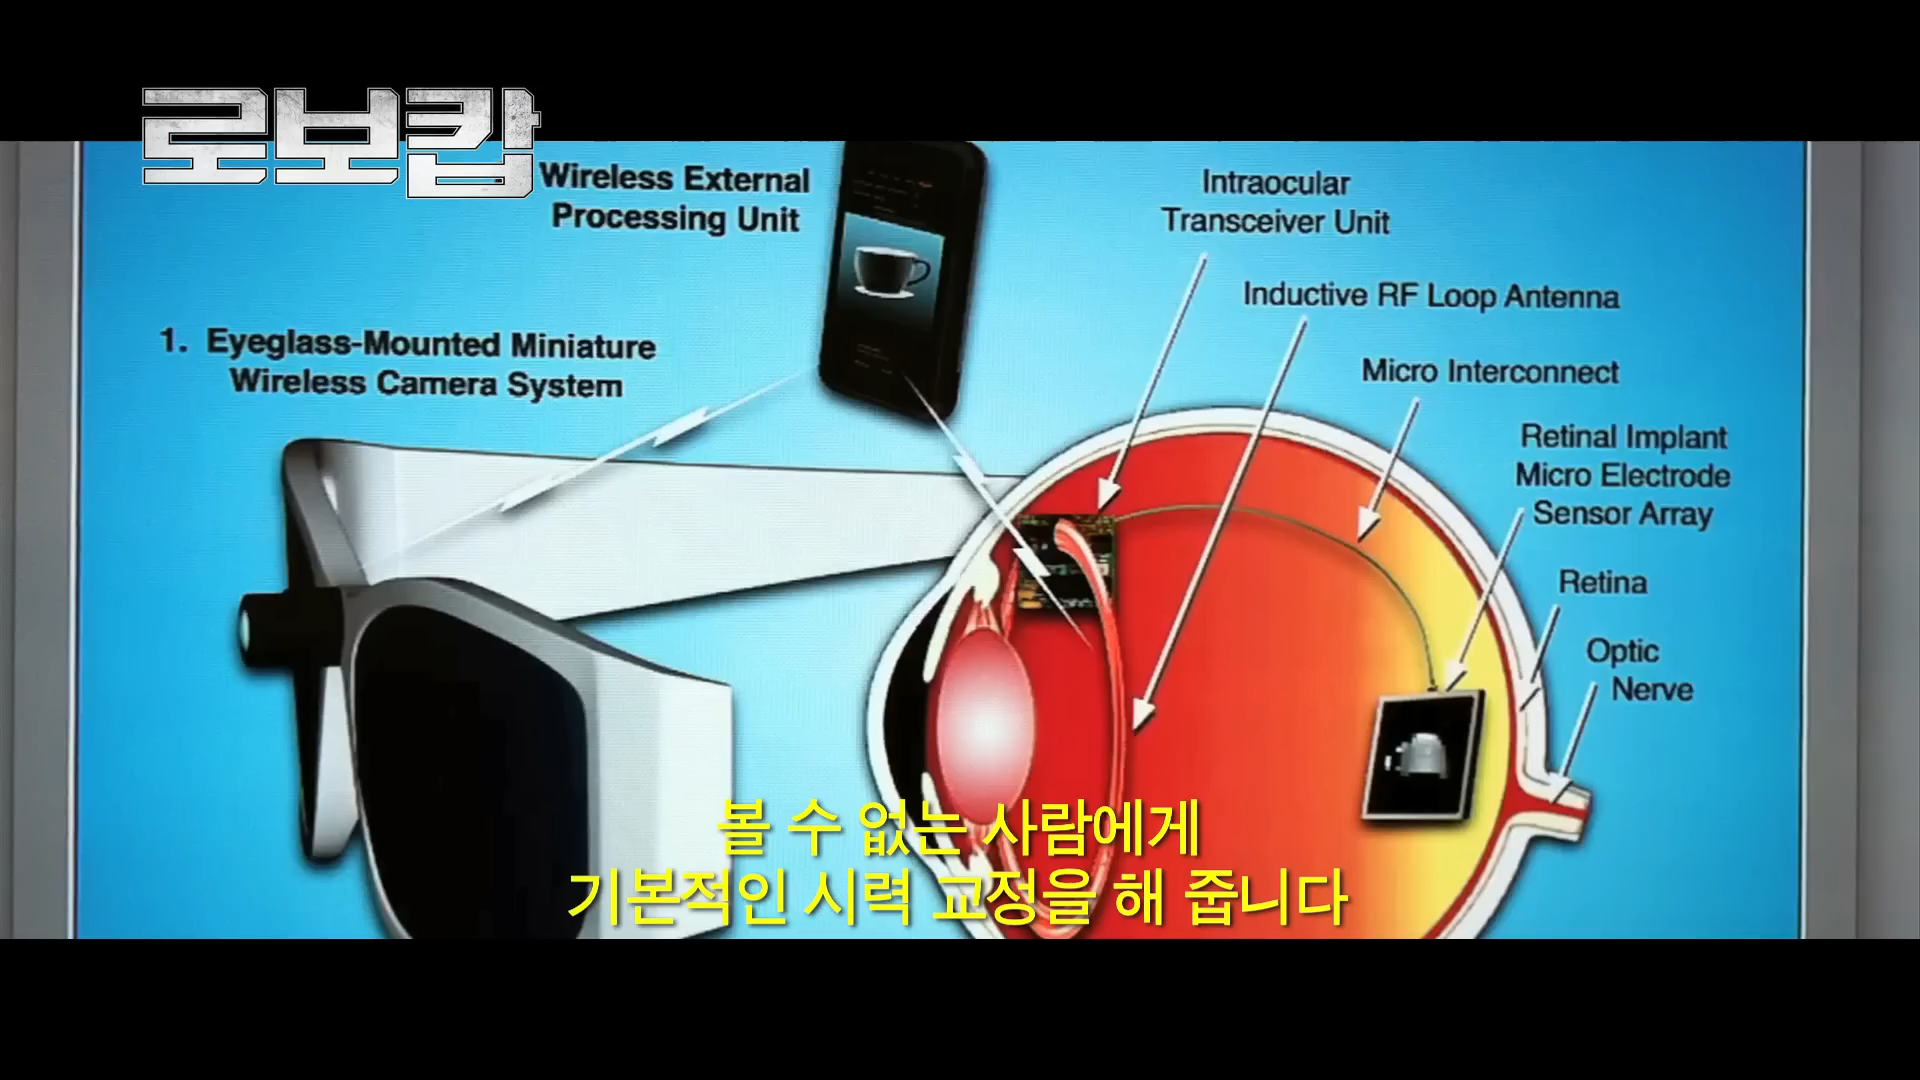 로보캅
Wireless External
Processing Unit
1. Eyeglass-Mounted Miniature
Wireless Camera System
Intraocular
Transceiver Unit
Inductive RF Loop Antenna
Micro Interconnect
Retinal Implant
Micro Electrode
Sensor Array
Retina
Optic
Nerve
볼 수 없는 사람에게
기본적인 시력 교정을 해 줍니다